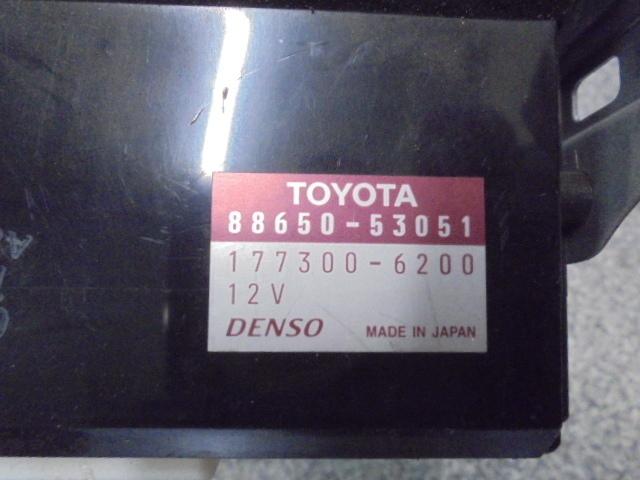 TOYOTA
88650-53051
177300-6200
12V
DENSO MADE IN JAPAN